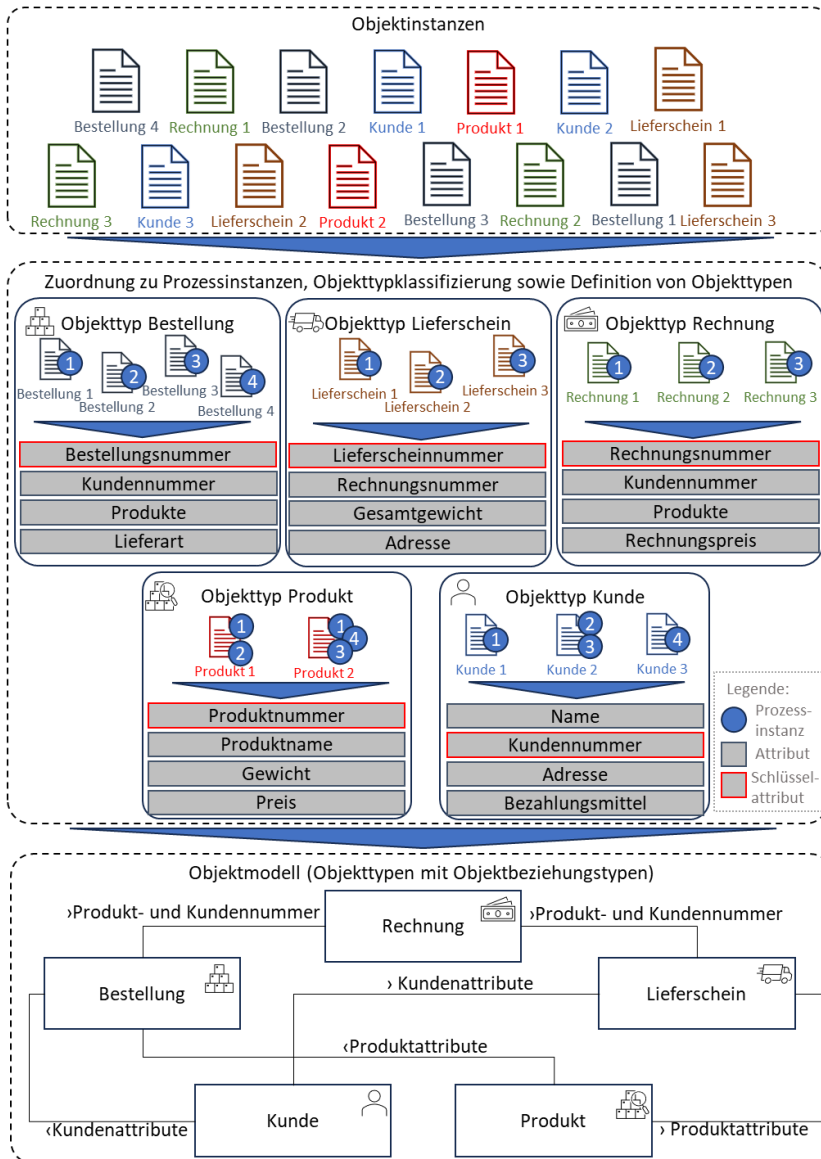 Objektinstanzen
Bestellung 4
Rechnung 1
Bestellung 2
Kunde 1
Produkt 1
Kunde 2
Lieferschein 1
Rechnung 3
Kunde 3
Lieferschein 2
Produkt 2
Bestellung 3
Rechnung 2
Bestellung 1
Lieferschein 3
Zuordnung zu Prozessinstanzen, Objekttypklassifizierung sowie Definition von Objekttypen
Objekttyp Bestellung
1
2
3
4
Bestellung 1
Bestellung 2
Bestellung 3
Bestellung 4
Bestellungsnummer
Kundennummer
Produkte
Lieferart
Objekttyp Lieferschein
1
2
3
Lieferschein 1
Lieferschein 2
Lieferschein 3
Lieferscheinnummer
Rechnungsnummer
Gesamtgewicht
Adresse
Objekttyp Rechnung
1
2
3
Rechnung 1
Rechnung 2
Rechnung 3
Rechnungsnummer
Kundennummer
Produkte
Rechnungspreis
Objekttyp Produkt
1
2
1
4
3
Produkt 1
Produkt 2
Produktnummer
Produktname
Gewicht
Preis
Objekttyp Kunde
1
2
3
4
Kunde 1
Kunde 2
Kunde 3
Name
Kundennummer
Adresse
Bezahlungsmittel
Legende:
Prozess-
instanz
Attribut
Schlüssel-
attribut
Objektmodell (Objekttypen mit Objektbeziehungstypen)
›Produkt- und Kundennummer
Rechnung
›Produkt- und Kundennummer
Bestellung
› Kundenattribute
Lieferschein
‹Produktattribute
Kunde
Produkt
‹Kundenattribute
› Produktattribute